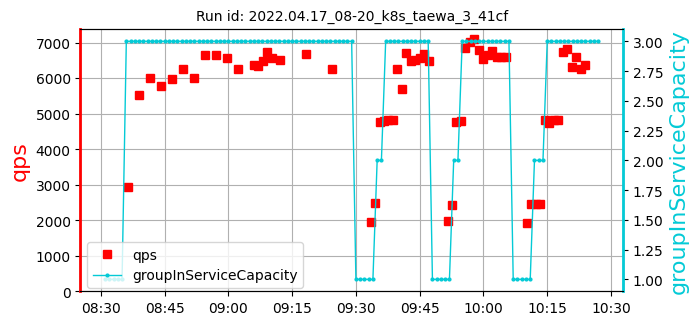 Run id: 2022.04.17_08-20_k8s_taewa_3_41cf
7000
6000
5000
4000
3000
2000
1000
0
qps
3.00
2.75
2.50
2.25
2.00
1.75
1.50
1.25
1.00
groupInServiceCapacity
qps
groupInServiceCapacity
08:30 08:45 09:00 09:15 09:30 09:45 10:00 10:15 10:30